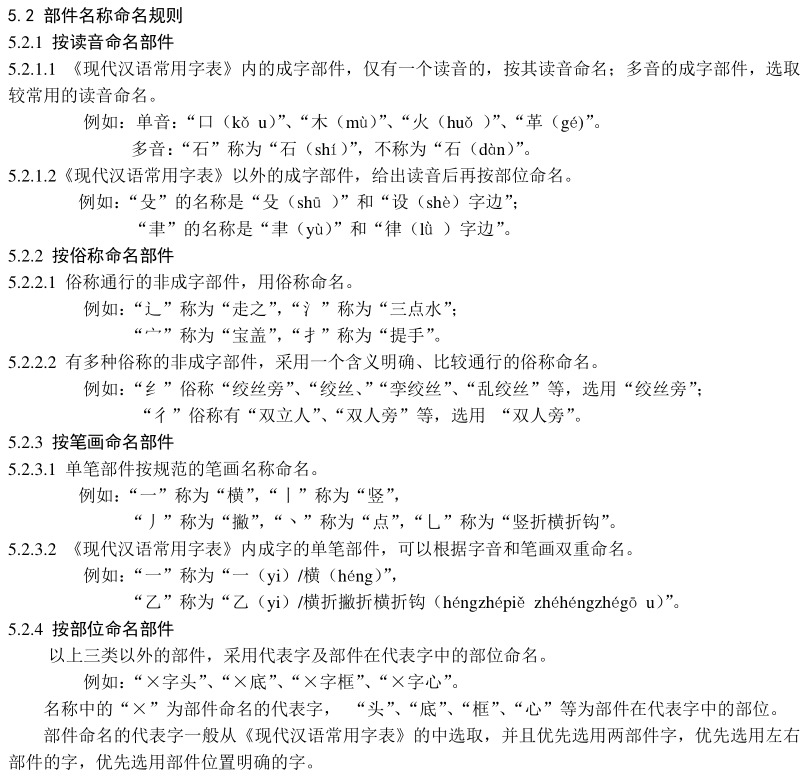 5.2 部件名称命名规则
5.2.1 按读音命名部件
5.2.1.1 《现代汉语常用字表》内的成字部件，仅有一个读音的，按其读音命名；多音的成字部件，选取
较常用的读音命名。
例如：单音：“口（kǒ u）”、“木（mù）”、“火（huǒ ）”、“革（gé)”。
多音：“石”称为“石（shí）”，不称为“石（dàn）”。
5.2.1.2《现代汉语常用字表》以外的成字部件，给出读音后再按部位命名。
例如：“殳”的名称是“殳（shū ）”和“设（shè）字边”；
“聿”的名称是“聿（yù）”和“律（lǜ ）字边”。
5.2.2 按俗称命名部件
5.2.2.1 俗称通行的非成字部件，用俗称命名。
例如：“辶”称为“走之”，“氵”称为“三点水”；
“宀”称为“宝盖”，“扌”称为“提手”。
5.2.2.2 有多种俗称的非成字部件，采用一个含义明确、比较通行的俗称命名。
例如：“纟”俗称“绞丝旁”、“绞丝、”“孪绞丝”、“乱绞丝”等，选用“绞丝旁”；
“彳”俗称有“双立人”、“双人旁”等，选用 “双人旁”。
5.2.3 按笔画命名部件
5.2.3.1 单笔部件按规范的笔画名称命名。
例如：“一”称为“横”，“丨”称为“竖”，
“丿”称为“撇”，“丶”称为“点”，“乚”称为“竖折横折钩”。
5.2.3.2 《现代汉语常用字表》内成字的单笔部件，可以根据字音和笔画双重命名。
例如：“一”称为“一（yi）/横（héng）”，
“乙”称为“乙（yi）/横折撇折横折钩（héngzhépiě zhéhéngzhégō u）”。
5.2.4 按部位命名部件
以上三类以外的部件，采用代表字及部件在代表字中的部位命名。
例如：“×字头”、“×底”、“×字框”、“×字心”。
名称中的“×”为部件命名的代表字， “头”、“底”、“框”、“心”等为部件在代表字中的部位。
部件命名的代表字一般从《现代汉语常用字表》的中选取，并且优先选用两部件字，优先选用左右
部件的字，优先选用部件位置明确的字。